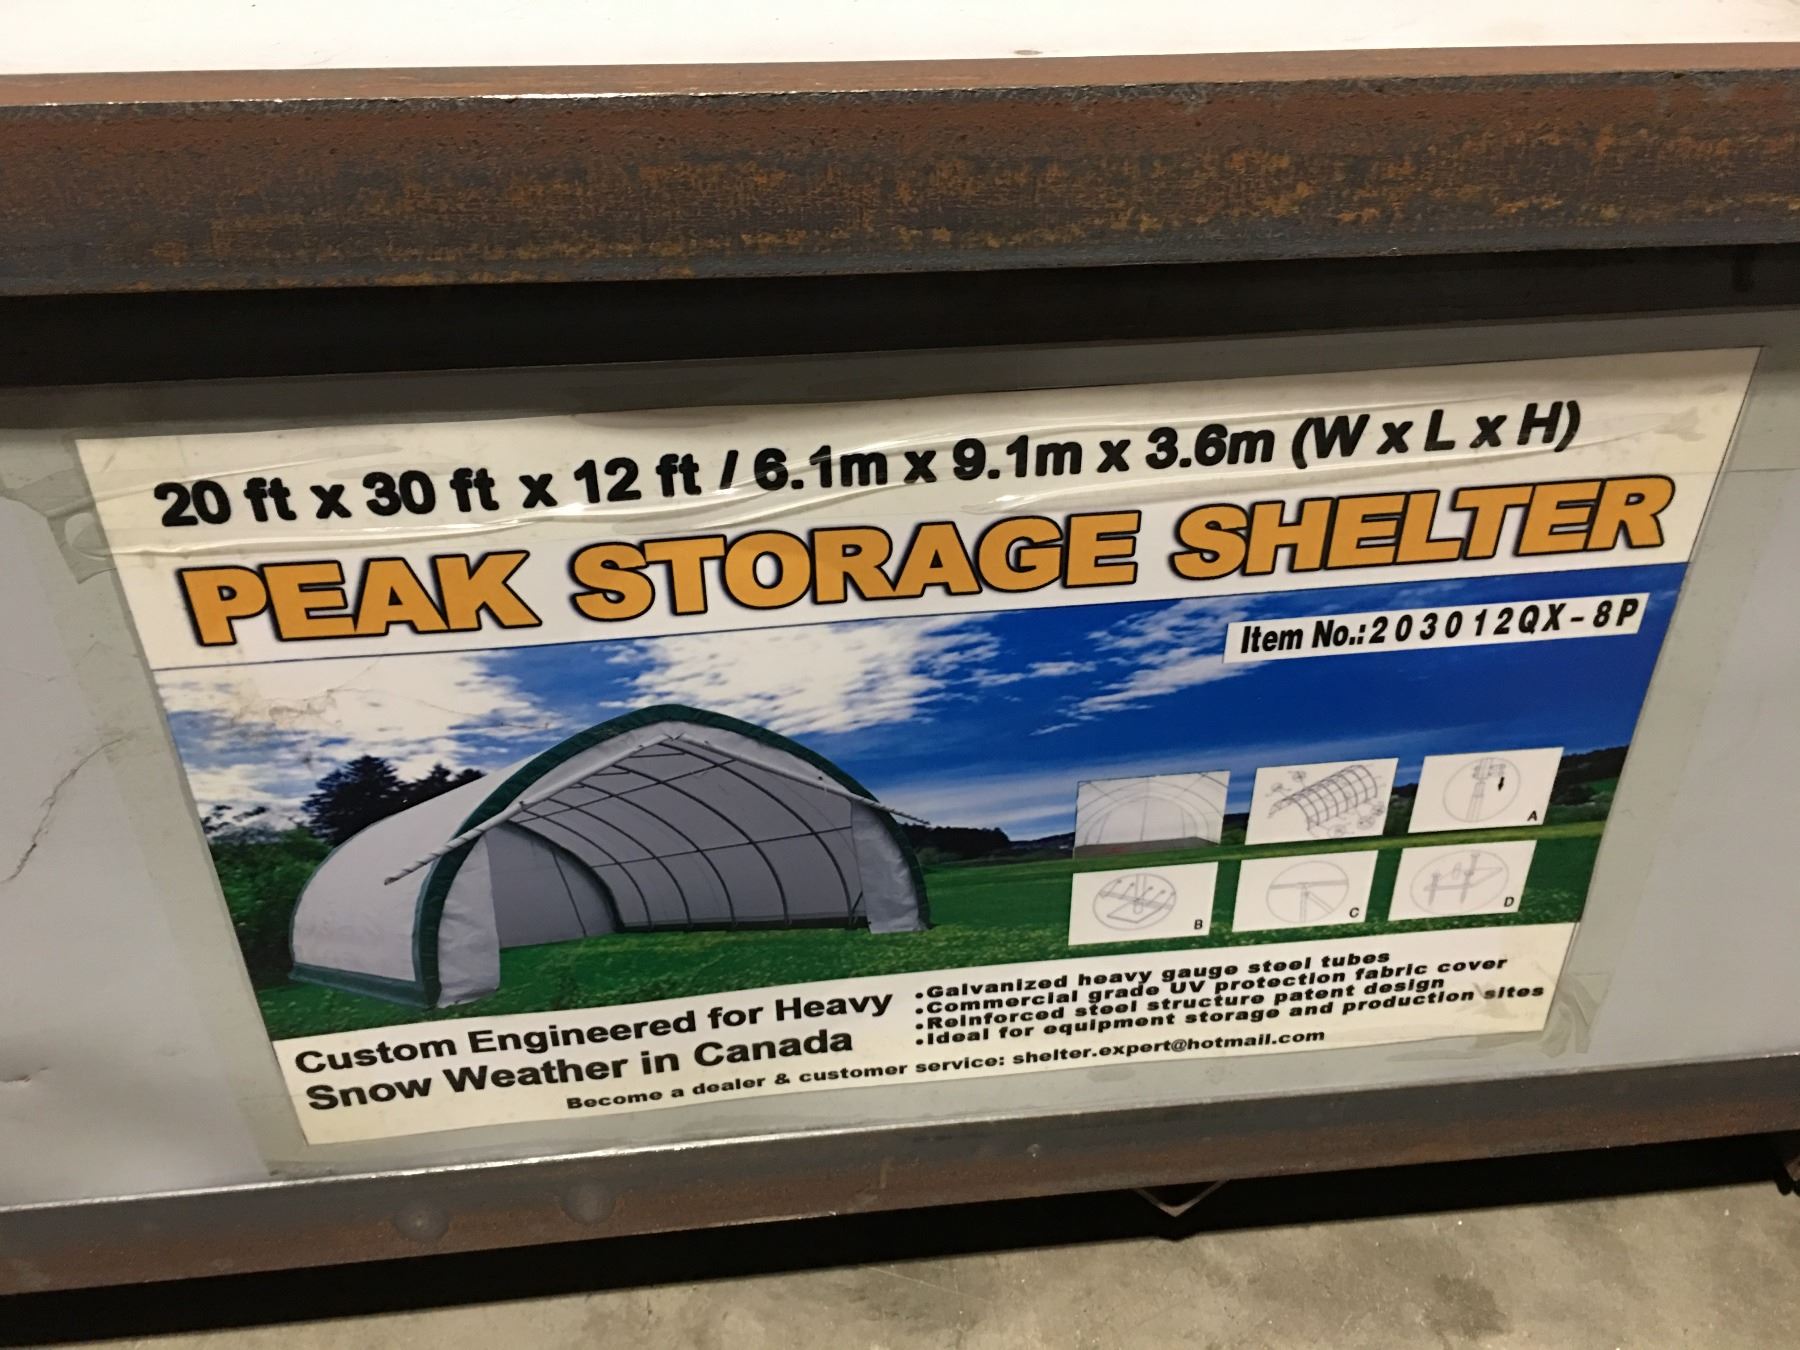 20 ft x 30 ft x 12 ft / 6.1m x 9.1m x 3.6m (W x L x H)
PEAK STORAGE SHELTER
Item No.:203012QX-8P
A
B
C
D
Custom Engineered for Heavy
Snow Weather in Canada
•Galvanized heavy gauge steel tubes
•Commercial grade UV protection fabric cover
•Reinforced steel structure patent design
•Ideal for equipment storage and production sites
Become a dealer & customer service: shelter.expert@hotmail.com